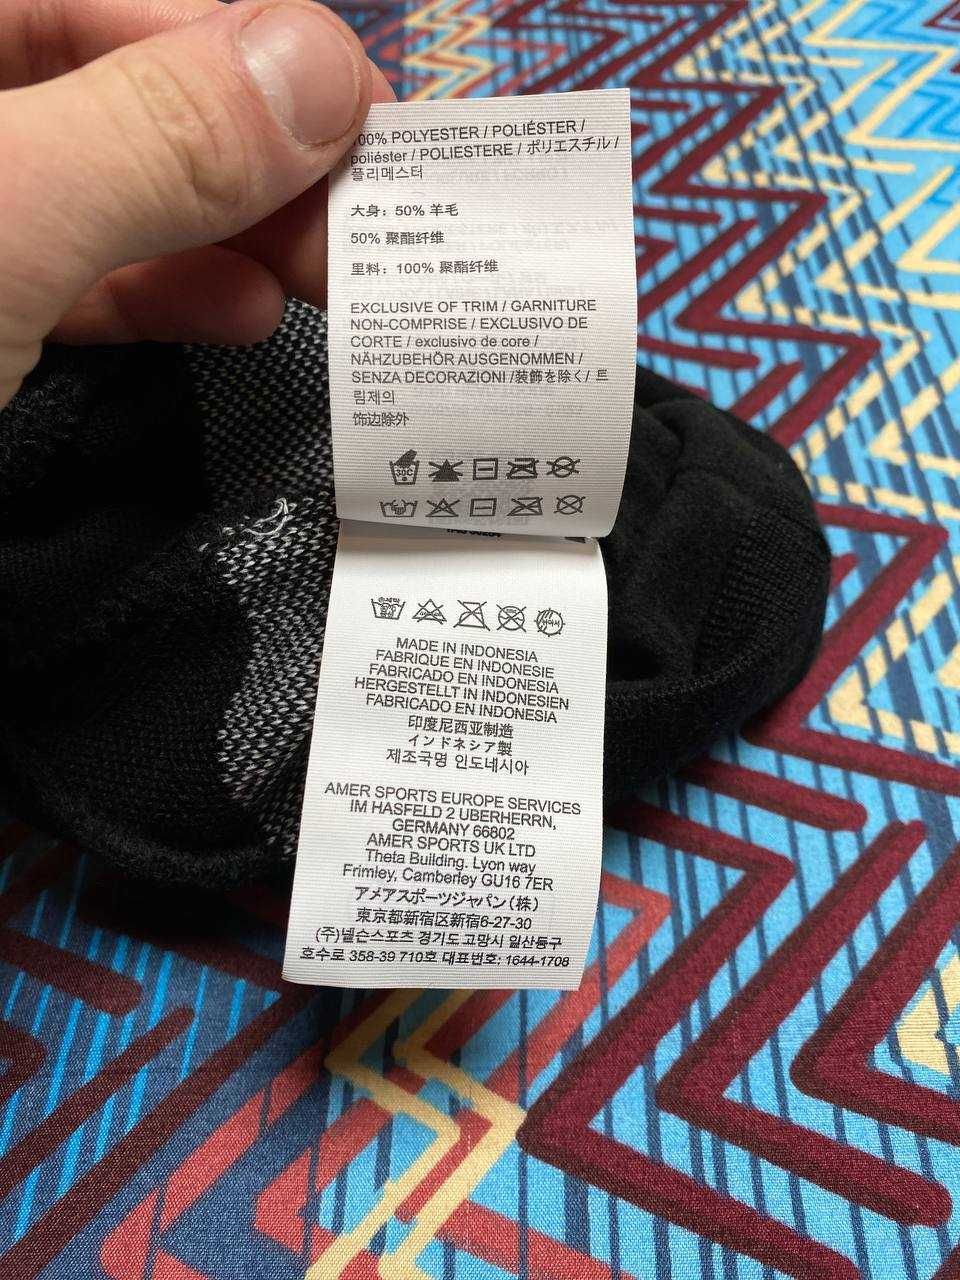 100% POLYESTER / POLIÉSTER /
poliéster / POLIESTERE / ポリエスチル /
플리메스터
大身: 50% 羊毛
50% 聚酯纤维
里料: 100% 聚酯纤维
EXCLUSIVE OF TRIM / GARNITURE
NON-COMPRISE / EXCLUSIVO DE
CORTE / exclusivo de core /
NÄHZUBEHÖR AUSGENOMMEN /
SENZA DECORAZIONI /装飾を除く/ 트
림제의
饰边除外
30C
MADE IN INDONESIA
FABRIQUE EN INDONESIE
FABRICADO EN INDONESIA
HERGESTELLT IN INDONESIEN
FABRICADO EN INDONESIA
印度尼西亚制造
インドネシア製
제조국명 인도네시아
AMER SPORTS EUROPE SERVICES
IM HASFELD 2 UBERHERRN,
GERMANY 66802
AMER SPORTS UK LTD
Theta Building. Lyon way
Frimley, Camberley GU16 7ER
アメアスポーツジャパン(株)
東京都新宿区新宿6-27-30
(주)넬슨스포츠 경기도 고망시 일산동구
호수로 358-39 710호 대표번호: 1644-1708